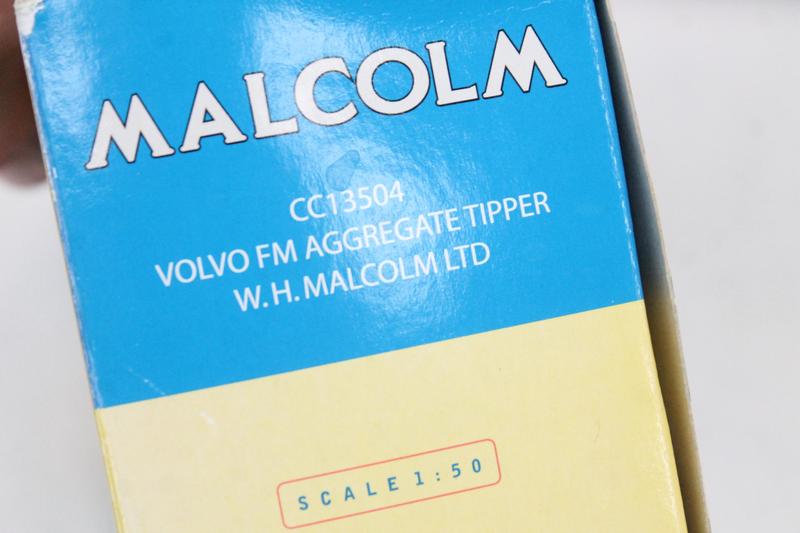 MALCOLM
CC13504
VOLVO FM AGGREGATE TIPPER
W.H. MALCOLM LTD
SCALE 1:50